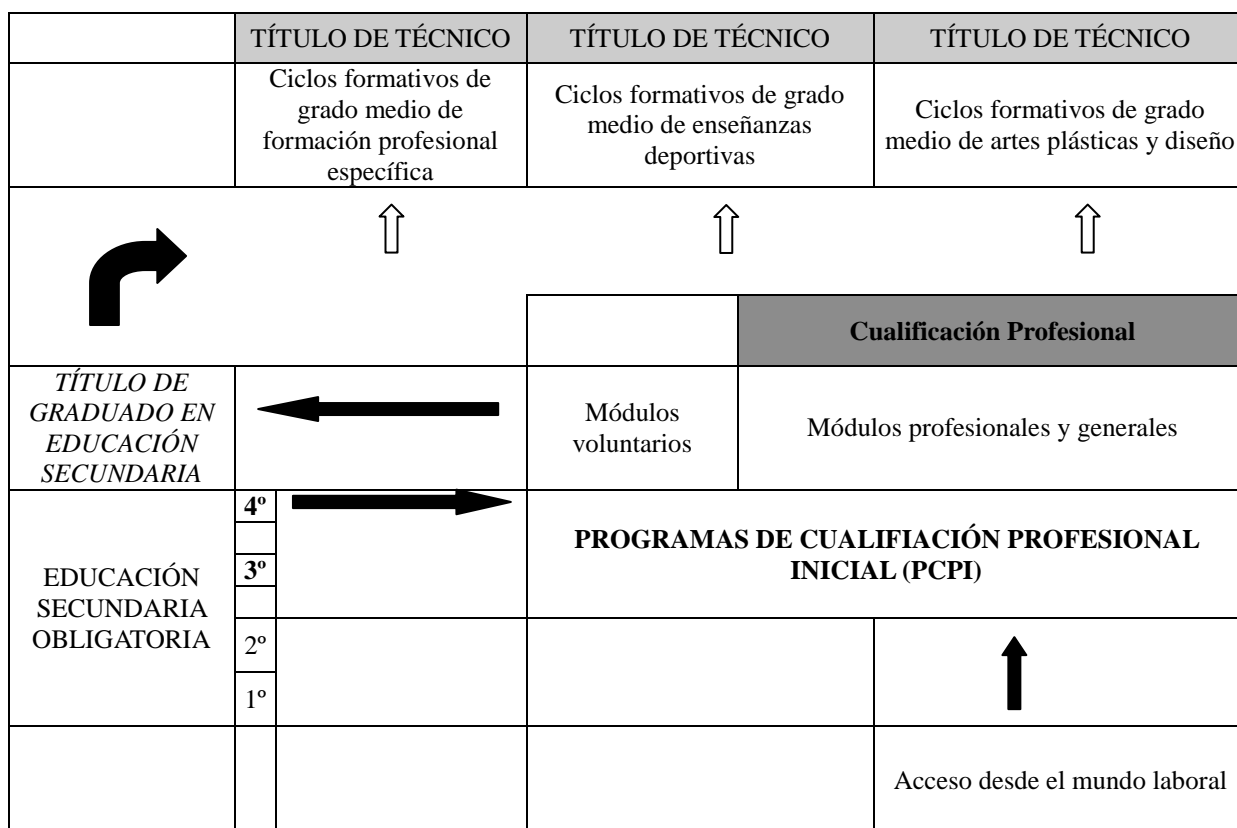 TÍTULO DE TÉCNICO
TÍTULO DE TÉCNICO
TÍTULO DE TÉCNICO
Ciclos formativos de
grado medio de
formación profesional
específica
Ciclos formativos de grado
medio de enseñanzas
deportivas
Ciclos formativos de grado
medio de artes plásticas y diseño
Cualificación Profesional
TÍTULO DE
GRADUADO EN
EDUCACIÓN
SECUNDARIA
Módulos
voluntarios
Módulos profesionales y generales
EDUCACIÓN
SECUNDARIA
OBLIGATORIA
4º
3º
2º
1º
PROGRAMAS DE CUALIFIACIÓN PROFESIONAL
INICIAL (PCPI)
Acceso desde el mundo laboral